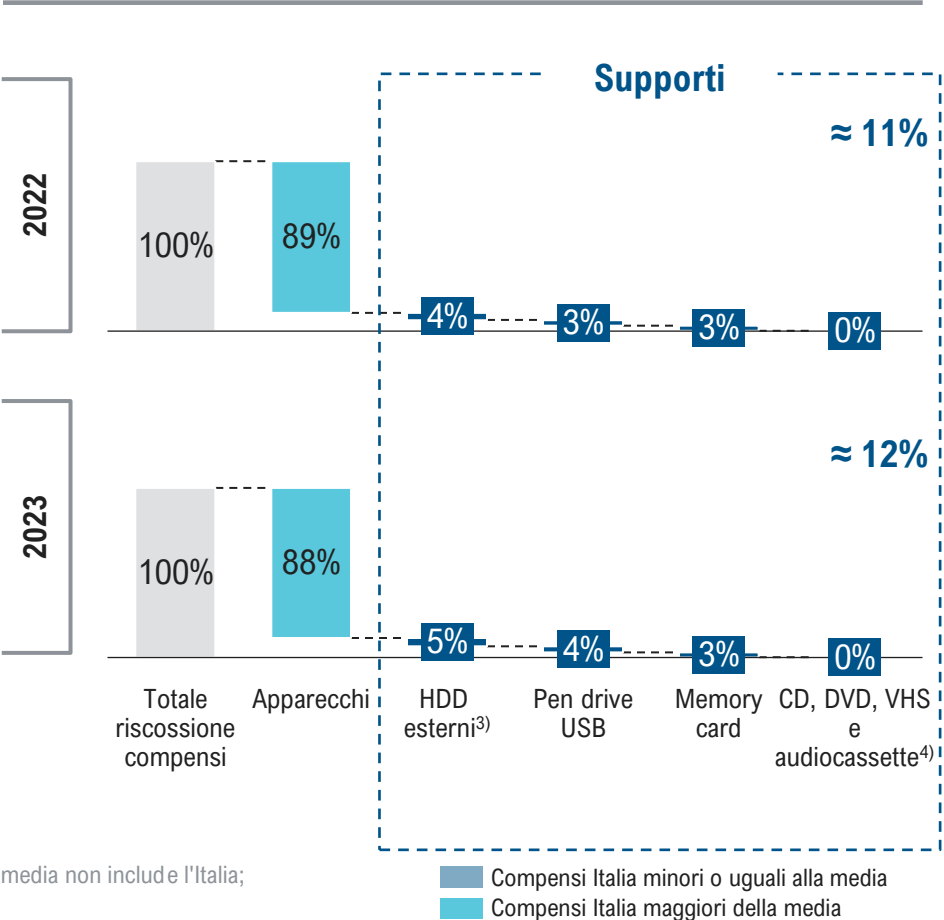 Supporti
2022
≈ 11%
100%
89%
4%
3%
3%
0%
2023
≈ 12%
100%
88%
5%
4%
3%
0%
Totale
riscossione
compensi
Apparecchi
HDD
esterni3)
Pen drive
USB
Memory
card
CD, DVD, VHS
e
audiocassette4)
media non include l'Italia;
Compensi Italia minori o uguali alla media
Compensi Italia maggiori della media